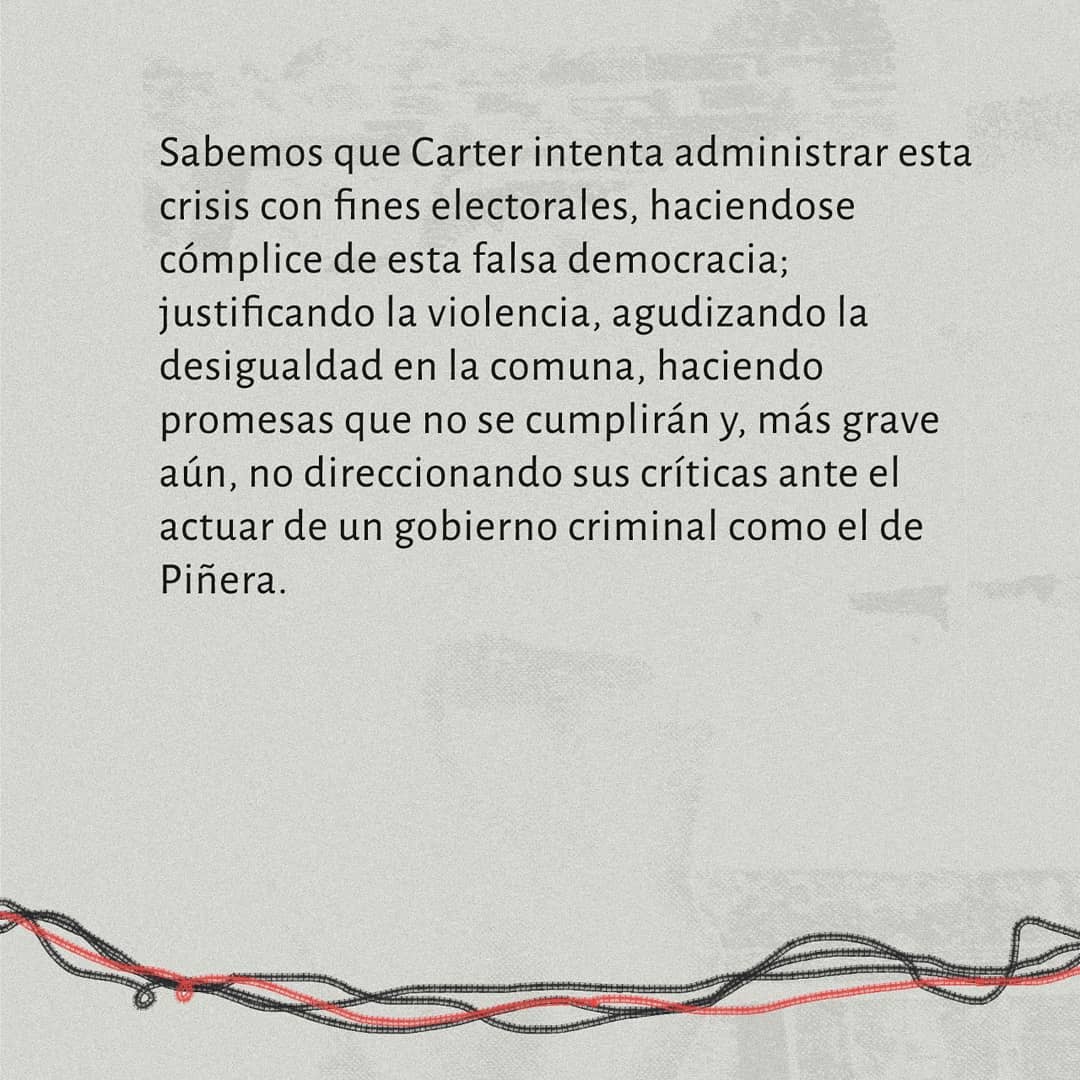 Sabemos que Carter intenta administrar esta
crisis con fines electorales, haciendose
cómplice de esta falsa democracia;
justificando la violencia, agudizando la
desigualdad en la comuna, haciendo
promesas que no se cumplirán y, más grave
aún, no direccionando sus críticas ante el
actuar de un gobierno criminal como el de
Piñera.